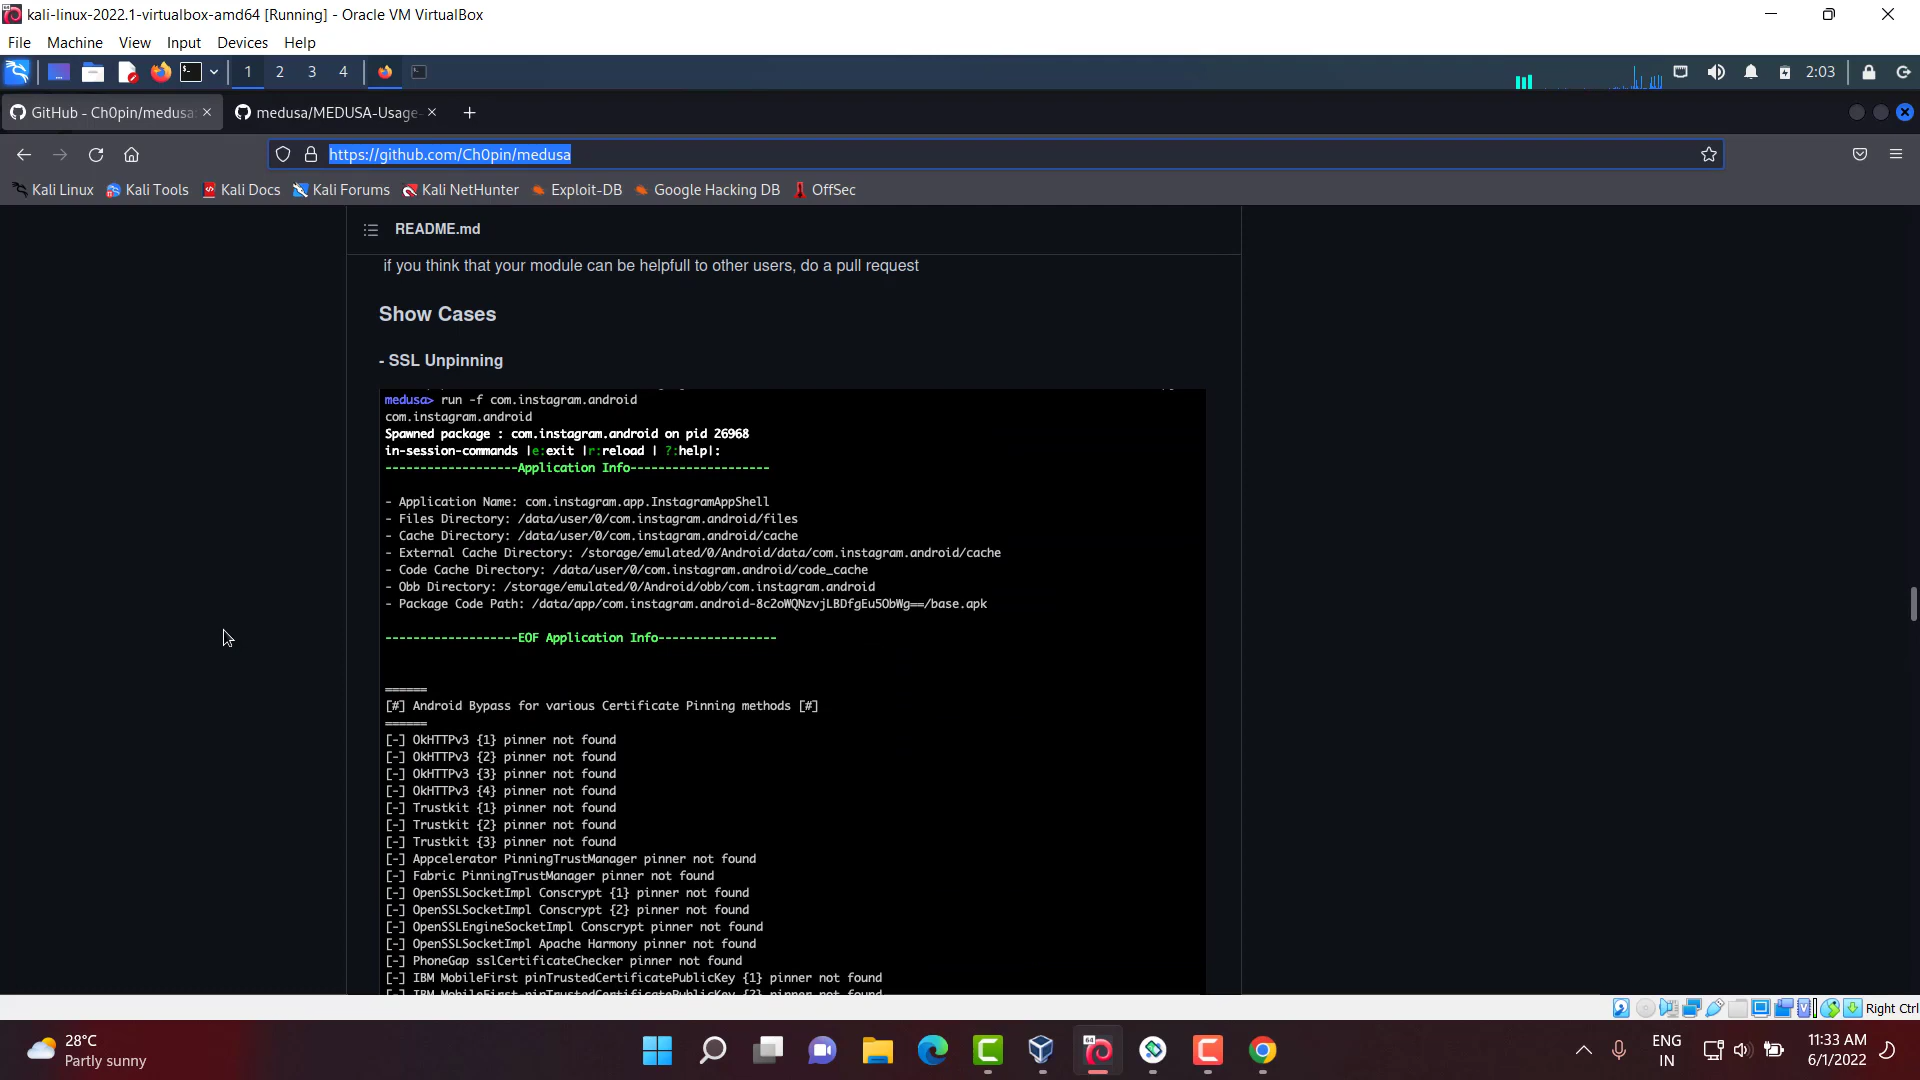 kali-linux-2022.1-virtualbox-amd64 [Running] - Oracle VM VirtualBox
File Machine View Input Devices Help
1 2 3 4 2:03
GitHub - Ch0pin/medusa: medusa/MEDUSA-Usage-
https://github.com/Ch0pin/medusa
Kali Linux Kali Tools Kali Docs Kali Forums Kali NetHunter Exploit-DB Google Hacking DB OffSec
README.md
if you think that your module can be helpfull to other users, do a pull request
Show Cases
- SSL Unpinning
medusa> run -f com.instagram.android
com.instagram.android
Spawned package : com.instagram.android on pid 26968
in-session-commands |e:exit |r:reload | ?:help|:
-------------------Application Info--------------------
- Application Name: com.instagram.app.InstagramAppShell
- Files Directory: /data/user/0/com.instagram.android/files
- Cache Directory: /data/user/0/com.instagram.android/cache
- External Cache Directory: /storage/emulated/0/Android/data/com.instagram.android/cache
- Code Cache Directory: /data/user/0/com.instagram.android/code_cache
- Obb Directory: /storage/emulated/0/Android/obb/com.instagram.android
- Package Code Path: /data/app/com.instagram.android-8c2oWQNzvjLBDfgEu5ObWg==/base.apk
-------------------EOF Application Info-----------------
======
[#] Android Bypass for various Certificate Pinning methods [#]
======
[-] OkHTTPv3 {1} pinner not found
[-] OkHTTPv3 {2} pinner not found
[-] OkHTTPv3 {3} pinner not found
[-] OkHTTPv3 {4} pinner not found
[-] Trustkit {1} pinner not found
[-] Trustkit {2} pinner not found
[-] Trustkit {3} pinner not found
[-] Appcelerator PinningTrustManager pinner not found
[-] Fabric PinningTrustManager pinner not found
[-] OpenSSLSocketImpl Conscrypt {1} pinner not found
[-] OpenSSLSocketImpl Conscrypt {2} pinner not found
[-] OpenSSLEngineSocketImpl Conscrypt pinner not found
[-] OpenSSLSocketImpl Apache Harmony pinner not found
[-] PhoneGap sslCertificateChecker pinner not found
[-] IBM MobileFirst pinTrustedCertificatePublicKey {1} pinner not found
[-] IBM MobileFirst pinTrustedCertificatePublicKey {2} pinner not found
Right Ctrl
28°C
Partly sunny
64
ENG
IN
11:33 AM
6/1/2022